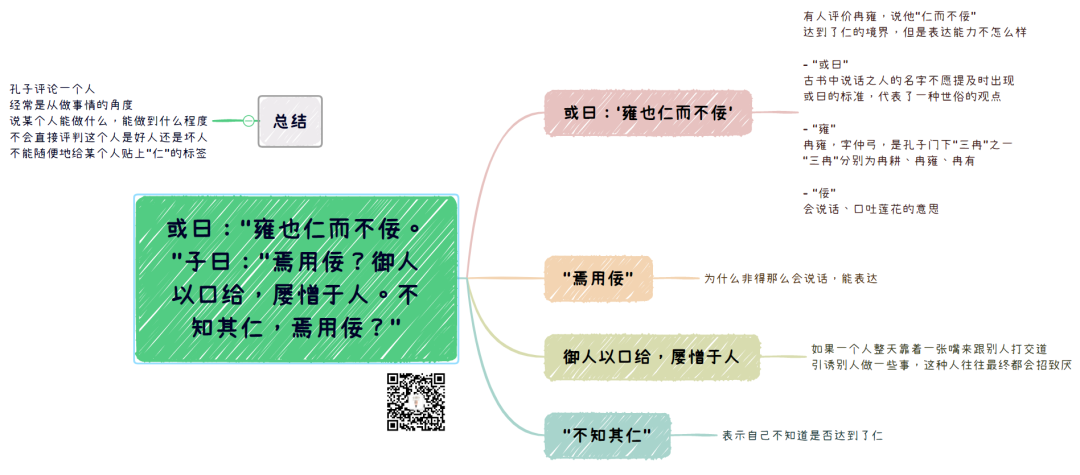 孔子评论一个人
经常是从做事情的角度
说某个人能做什么，能做到什么程度
不会直接评判这个人是好人还是坏人
不能随便地给某个人贴上"仁"的标签
总结
或曰："雍也仁而不佞。
"子曰："焉用佞？御人
以口给，屡憎于人。不
知其仁，焉用佞？"
或曰：'雍也仁而不佞'
有人评价冉雍，说他"仁而不佞"
达到了仁的境界，但是表达能力不怎么样
- "或曰"
古书中说话之人的名字不愿提及时出现
或曰的标准，代表了一种世俗的观点
- "雍"
冉雍，字仲弓，是孔子门下"三冉"之一
"三冉"分别为冉耕、冉雍、冉有
- "佞"
会说话、口吐莲花的意思
"焉用佞"
为什么非得那么会说话，能表达
御人以口给，屡憎于人
如果一个人整天靠着一张嘴来跟别人打交道
引诱别人做一些事，这种人往往最终都会招致厌
"不知其仁"
表示自己不知道是否达到了仁